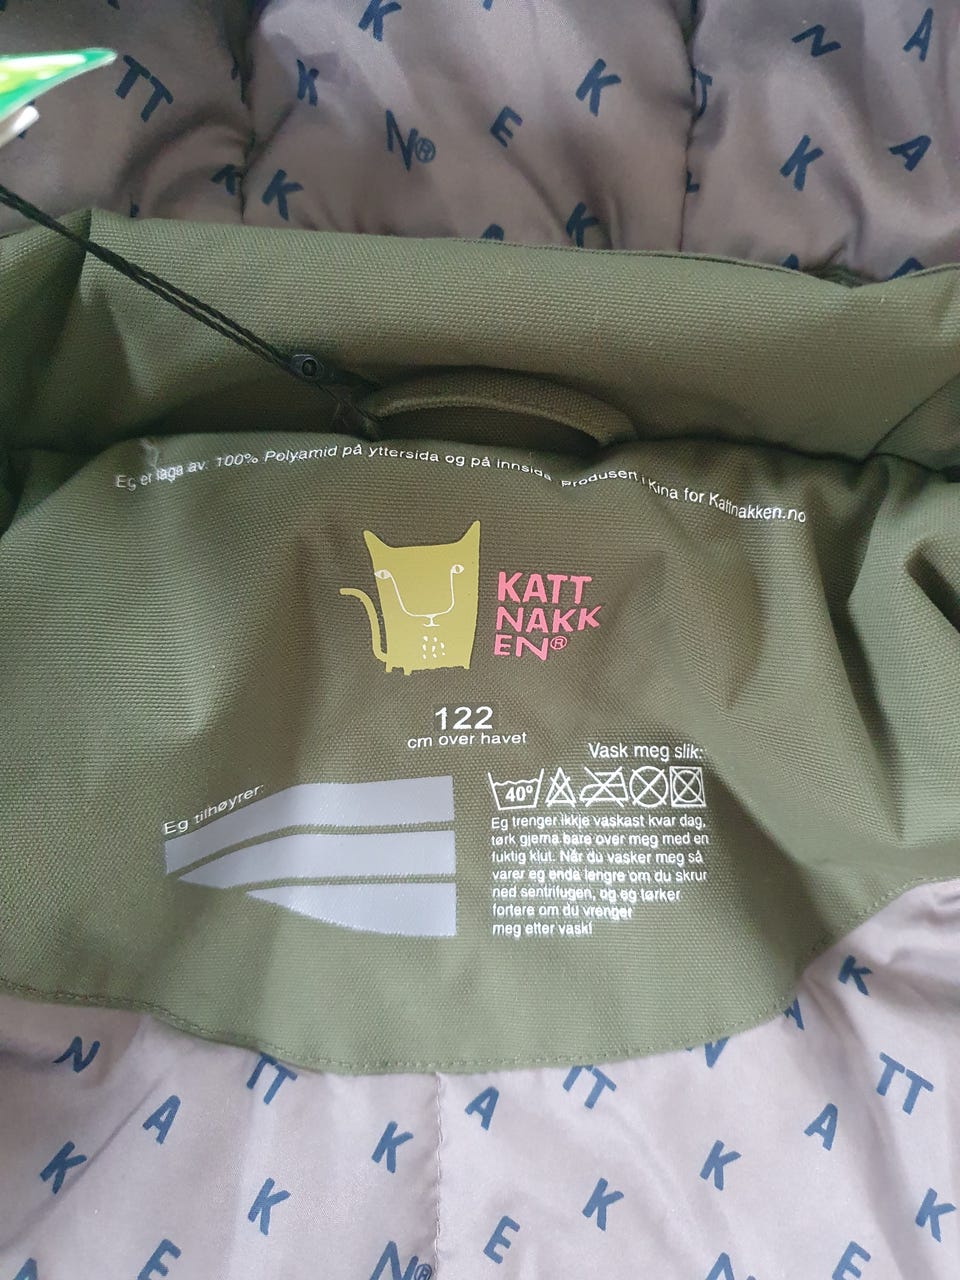 Eg er laga av: 100% Polyamid på yttersida og på innsida. Produsert i Kina for Kattnakken.no
KATT
NAKK
EN®
122
cm over havet
Vask meg slik:
40°
Eg tilhøyrer:
Eg trenger ikkje vaskast kvar dag,
tørk gjerna bare over meg med en
fuktig klut. Når du vasker meg så
varer eg enda lengre om du skrur
ned sentrifugen, og eg tørker
fortere om du vrenger
meg etter vask!